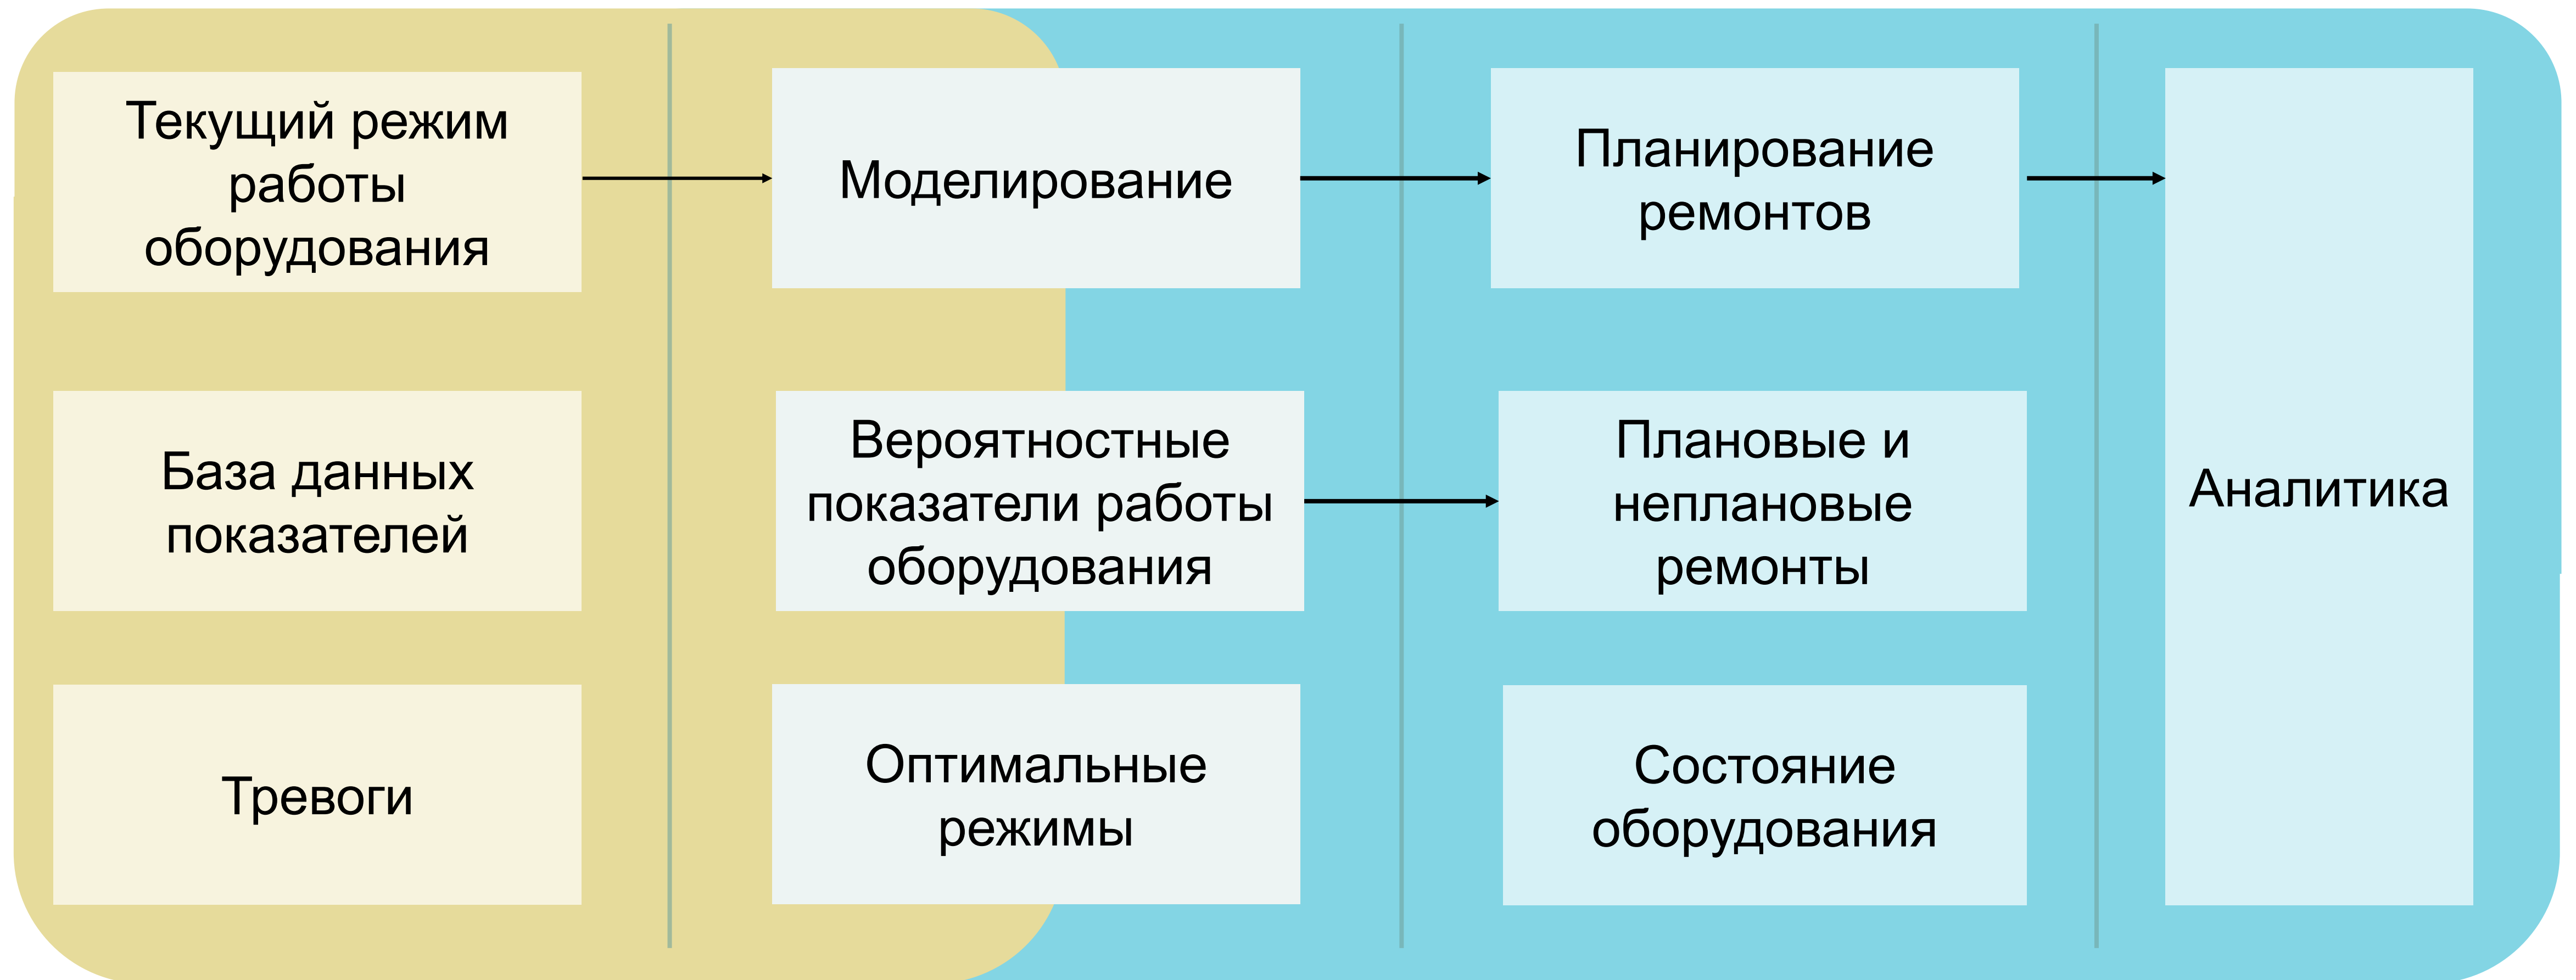 Текущий режим
работы
оборудования
Моделирование
Планирование
ремонтов
База данных
показателей
Вероятностные
показатели работы
оборудования
Плановые и
неплановые
ремонты
Аналитика
Тревоги
Оптимальные
режимы
Состояние
оборудования